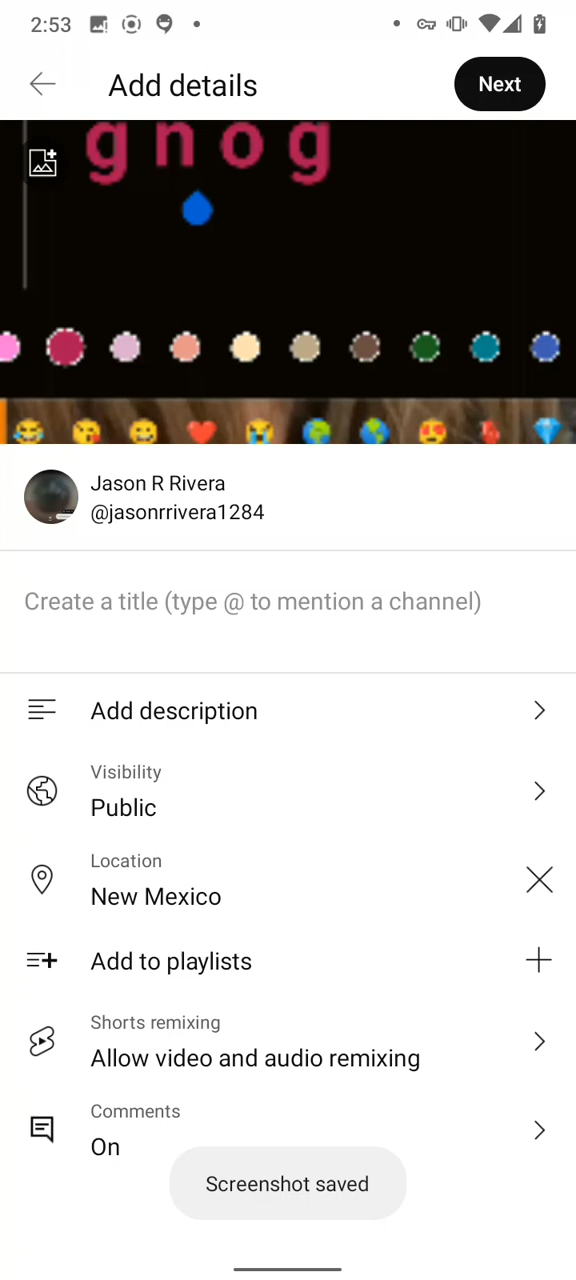 2:53
Add details
Next
gnog
Jason R Rivera
@jasonrrivera1284
Create a title (type @ to mention a channel)
Add description
Visibility
Public
Location
New Mexico
Add to playlists
Shorts remixing
Allow video and audio remixing
Comments
On
Screenshot saved